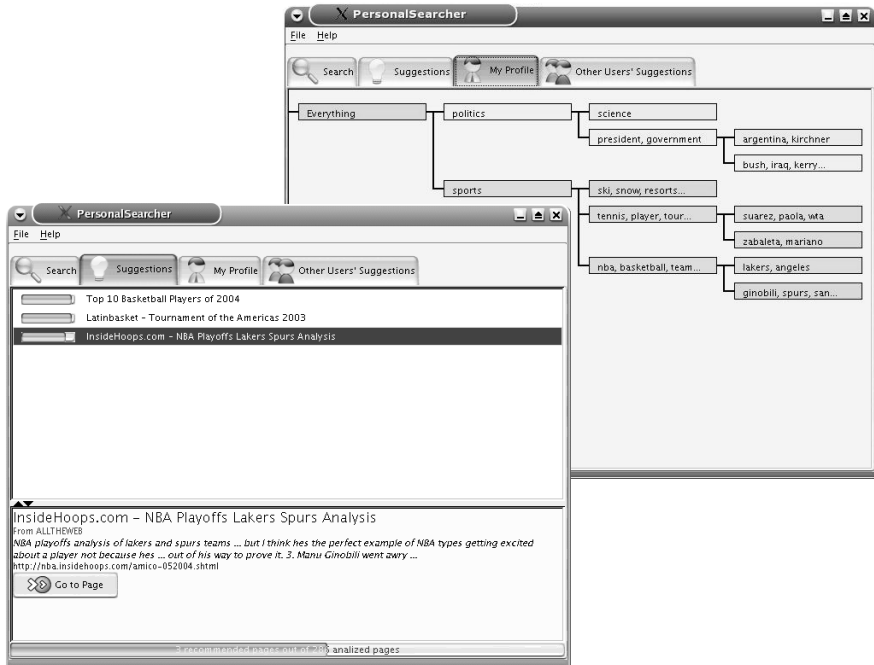 PersonalSearcher
File Help
Search Suggestions My Profile Other Users' Suggestions
Everything politics science
president, government argentina, kirchner
bush, iraq, kerry...
sports ski, snow, resorts...
tennis, player, tour... suarez, paola, wta
zabaleta, mariano
nba, basketball, team... lakers, angeles
ginobili, spurs, san...
PersonalSearcher
File Help
Search Suggestions My Profile Other Users' Suggestions
Top 10 Basketball Players of 2004
Latinbasket - Tournament of the Americas 2003
InsideHoops.com - NBA Playoffs Lakers Spurs Analysis
InsideHoops.com - NBA Playoffs Lakers Spurs Analysis
From ALLTHEWEB
NBA playoffs analysis of lakers and spurs teams ... but I think hes the perfect example of NBA types getting excited
about a player not because hes ... out of his way to prove it. 3. Manu Ginobili went awry ...
http://nba.insidehoops.com/amico-052004.shtml
Go to Page
3 recommended pages out of 286 analized pages